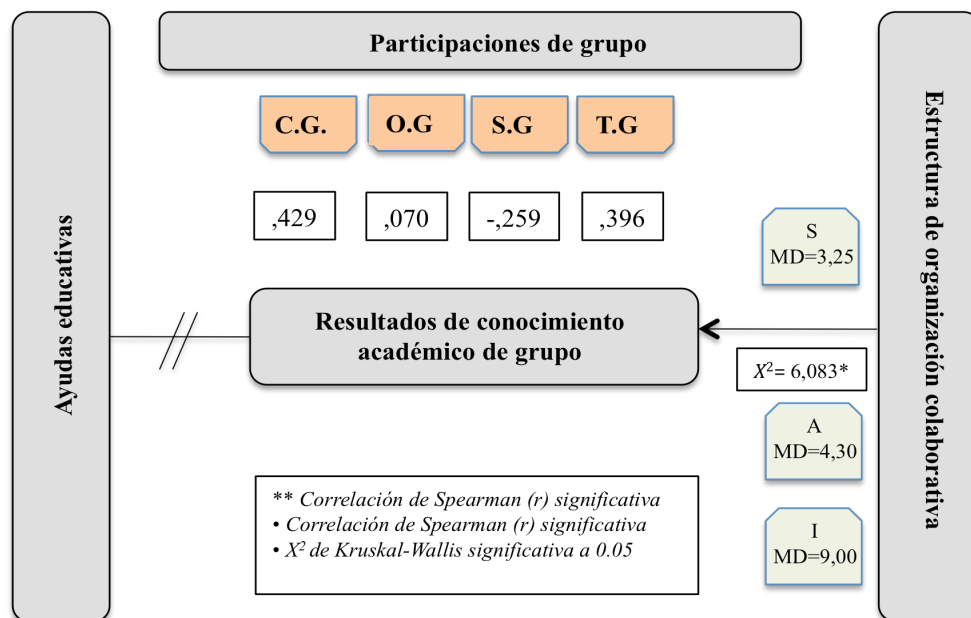 Participaciones de grupo
C.G.
O.G
S.G
T.G
,429
,070
-,259
,396
Ayudas educativas
Resultados de conocimiento
académico de grupo
S
MD=3,25
X²= 6,083*
A
MD=4,30
I
MD=9,00
Estructura de organización colaborativa
** Correlación de Spearman (r) significativa
• Correlación de Spearman (r) significativa
• X² de Kruskal-Wallis significativa a 0.05